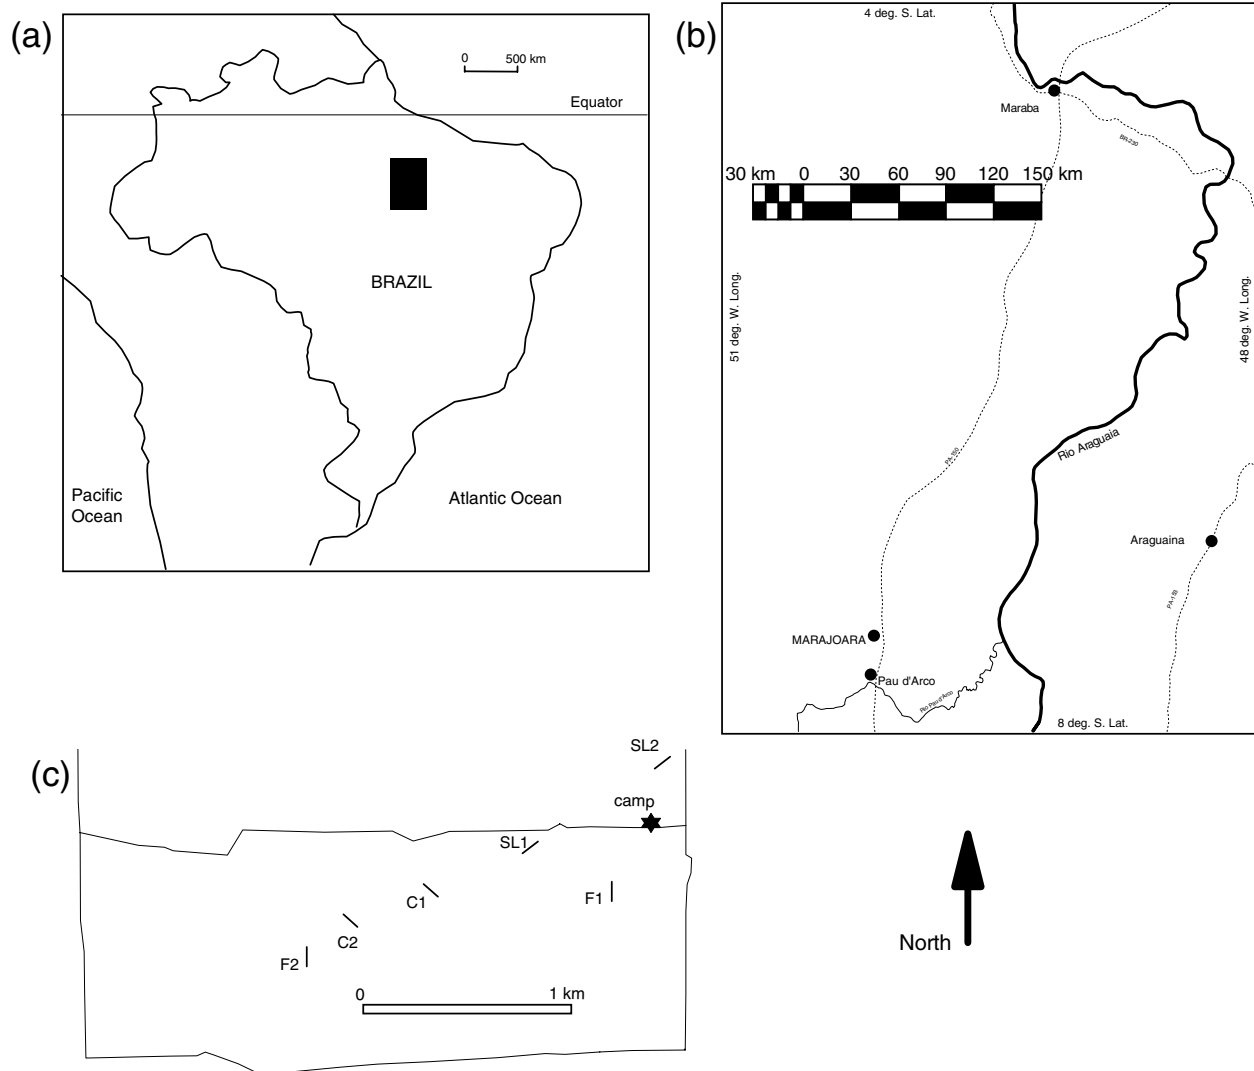 (a)
0 500 km
Equator
BRAZIL
Pacific
Ocean
Atlantic Ocean
(b)
4 deg. S. Lat.
Maraba
BR-230
30 km 0 30 60 90 120 150 km
51 deg. W. Long.
48 deg. W. Long.
Rio Araguaia
PA-150
Araguaina
PA-153
MARAJOARA
Pau d'Arco
Rio Pau d'Arco
8 deg. S. Lat.
(c)
SL2
camp
SL1
C1
F1
C2
F2
0 1 km
North